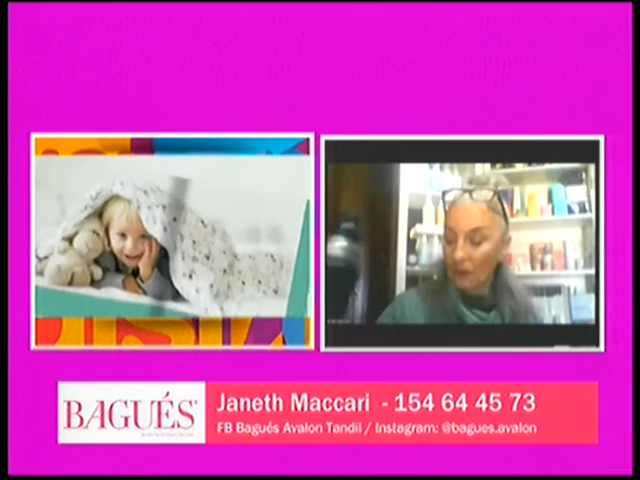 BAGUÉS
Janeth Maccari - 154 64 45 73
FB Bagués Avalon Tandil / Instagram: @bagues.avalon